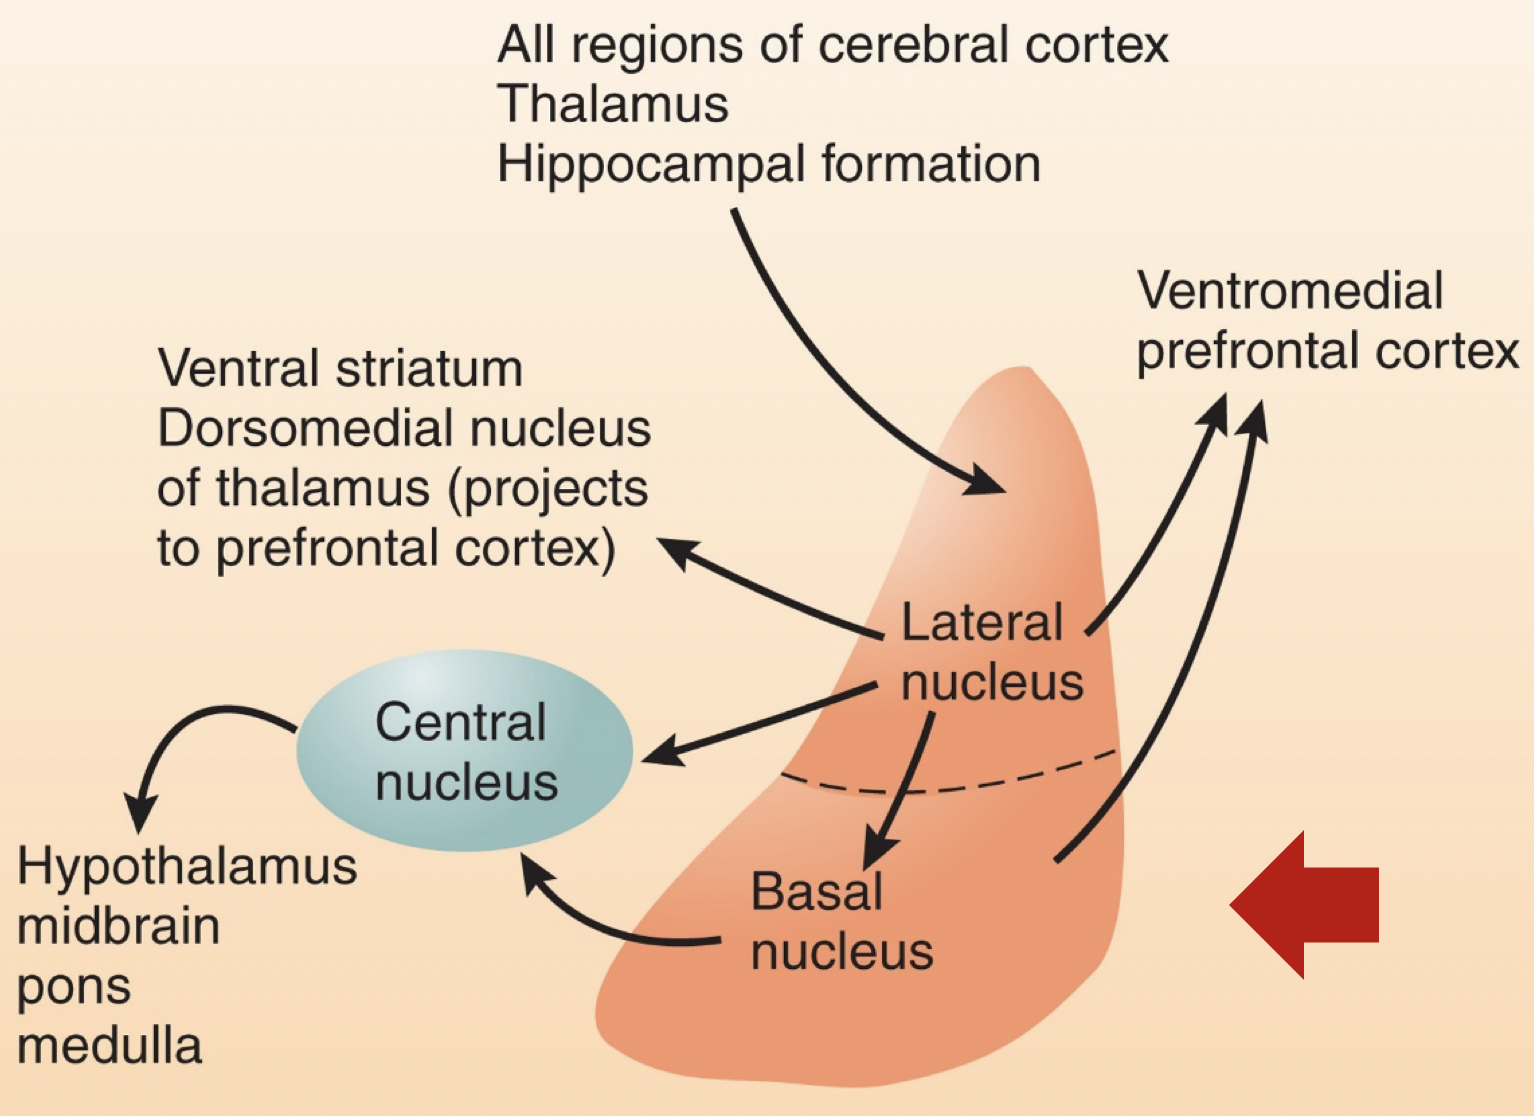 All regions of cerebral cortex
Thalamus
Hippocampal formation
Ventromedial
prefrontal cortex
Ventral striatum
Dorsomedial nucleus
of thalamus (projects
to prefrontal cortex)
Lateral
nucleus
Central
nucleus
Basal
nucleus
Hypothalamus
midbrain
pons
medulla